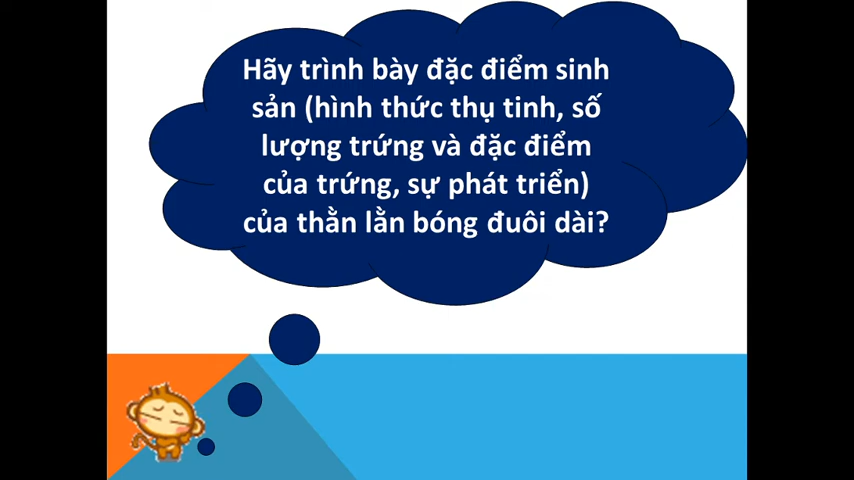 Hãy trình bày đặc điểm sinh
sản (hình thức thụ tinh, số
lượng trứng và đặc điểm
của trứng, sự phát triển)
của thằn lằn bóng đuôi dài?